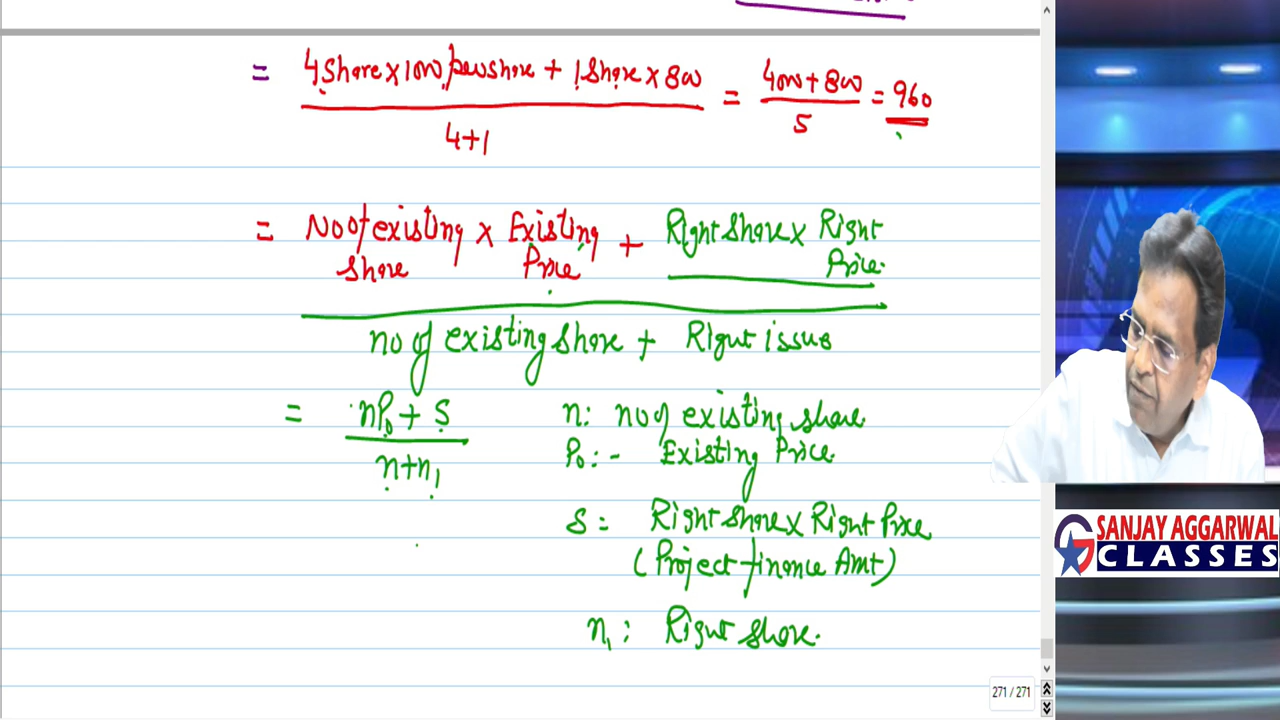 = 4 Share x 1000 per share + 1 Share x 800 / 4+1 = 4000 + 800 / 5 = 960
= No of existing share x Existing Price + Right Share x Right Price.
no of existing share + Right issue
= nP₀ + S / n+n₁
n: no of existing share.
P₀ : - Existing Price.
S = Right Share x Right Price
(Project finance Amt)
n₁ : Right share.
SANJAY AGGARWAL
CLASSES
271 / 271